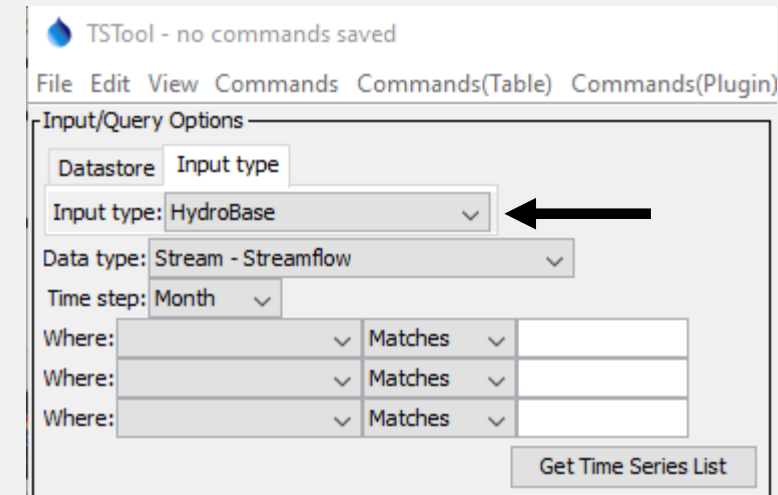 TSTool - no commands saved
File Edit View Commands Commands(Table) Commands(Plugin)
Input/Query Options
Datastore Input type
Input type: HydroBase
Data type: Stream - Streamflow
Time step: Month
Where: Matches
Where: Matches
Where: Matches
Get Time Series List